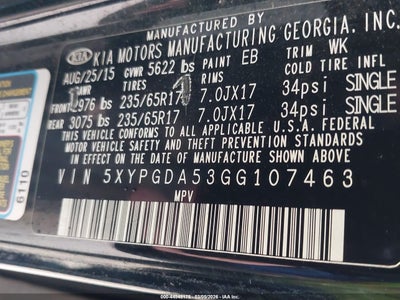 MANUFACTURED BY
KIA KIA MOTORS MANUFACTURING GEORGIA, INC.
AUG/25/15 GVWR 5622 lbs PAINT EB TRIM WK
GAWR TIRES RIMS COLD TIRE INFL
FRONT 2976 lbs 235/65R17 7.0JX17 34psi SINGLE
REAR 3075 lbs 235/65R17 7.0JX17 34psi SINGLE
THIS VEHICLE CONFORMS TO ALL APPLICABLE U.S.A. FEDERAL
MOTOR VEHICLE SAFETY AND THEFT PREVENTION STANDARDS
IN EFFECT ON THE DATE OF MANUFACTURE SHOWN ABOVE.
VIN 5XYPGDA53GG107463
MPV
6110